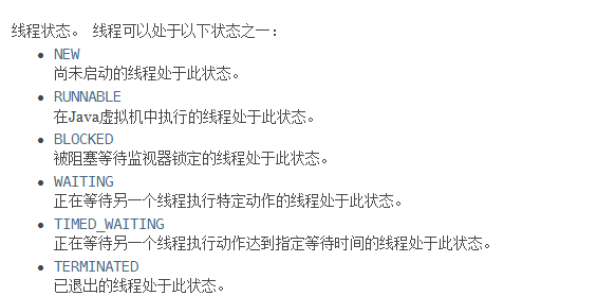 线程状态。 线程可以处于以下状态之一:
• NEW
尚未启动的线程处于此状态。
• RUNNABLE
在Java虚拟机中执行的线程处于此状态。
• BLOCKED
被阻塞等待监视器锁定的线程处于此状态。
• WAITING
正在等待另一个线程执行特定动作的线程处于此状态。
• TIMED_WAITING
正在等待另一个线程执行动作达到指定等待时间的线程处于此状态。
• TERMINATED
已退出的线程处于此状态。